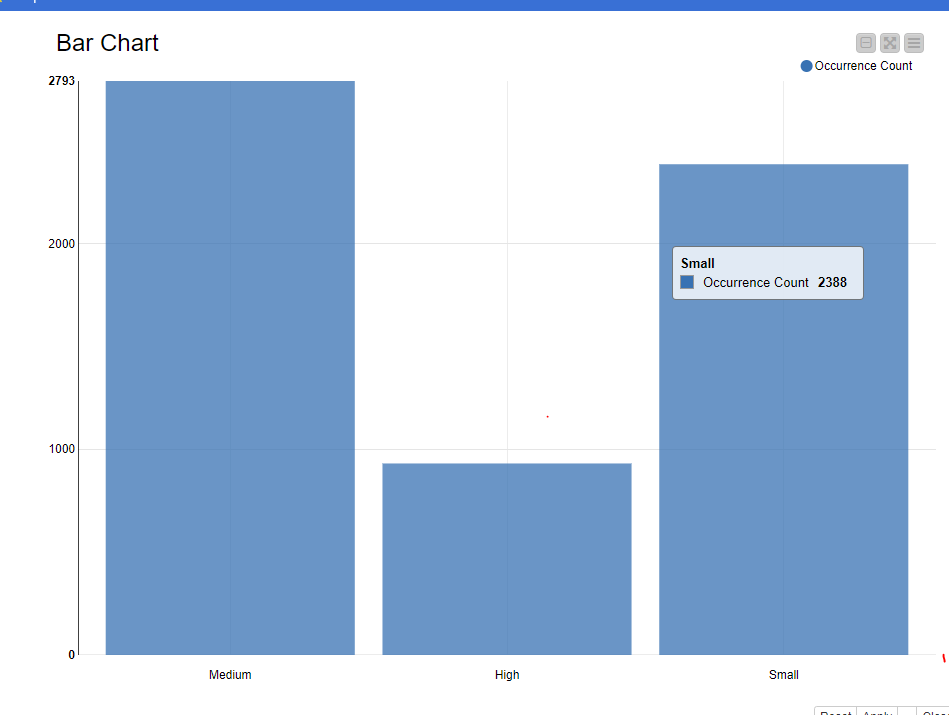 Bar Chart
Occurrence Count
2793
2000
Small
Occurrence Count 2388
1000
0
Medium High Small
Reset Apply